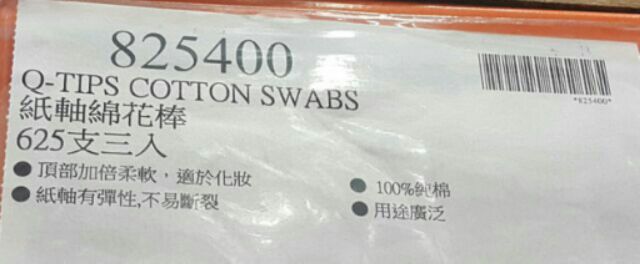 825400
*825400*
Q-TIPS COTTON SWABS
紙軸綿花棒
625支三入
●頂部加倍柔軟，適於化妝
●紙軸有彈性,不易斷裂
●100%純棉
●用途廣泛